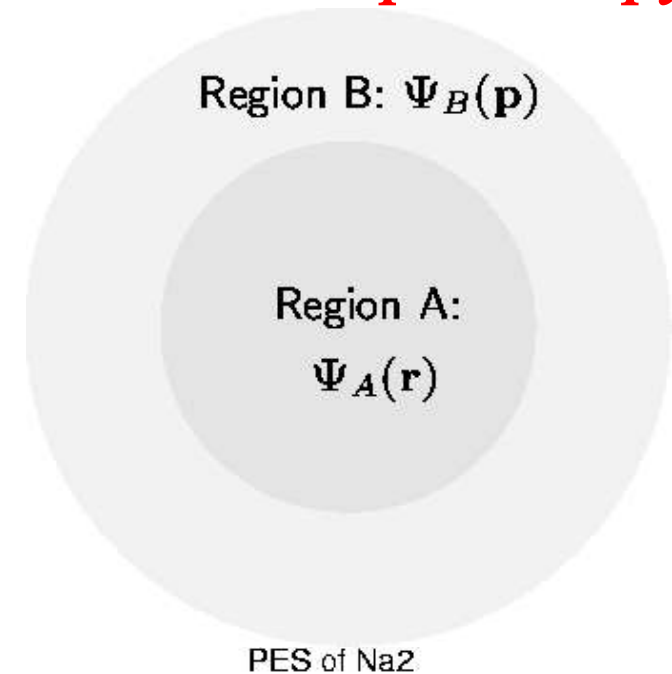 Region B: Ψ_B(p)
Region A:
Ψ_A(r)
PES of Na2